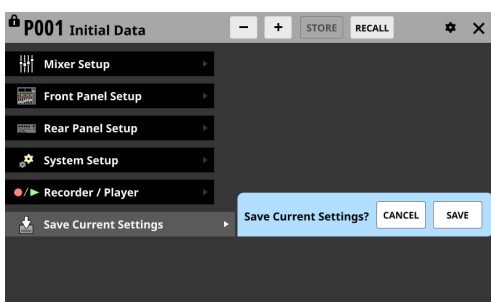 P001 Initial Data
− + STORE RECALL
Mixer Setup
Front Panel Setup
Rear Panel Setup
System Setup
Recorder / Player
Save Current Settings
Save Current Settings? CANCEL SAVE